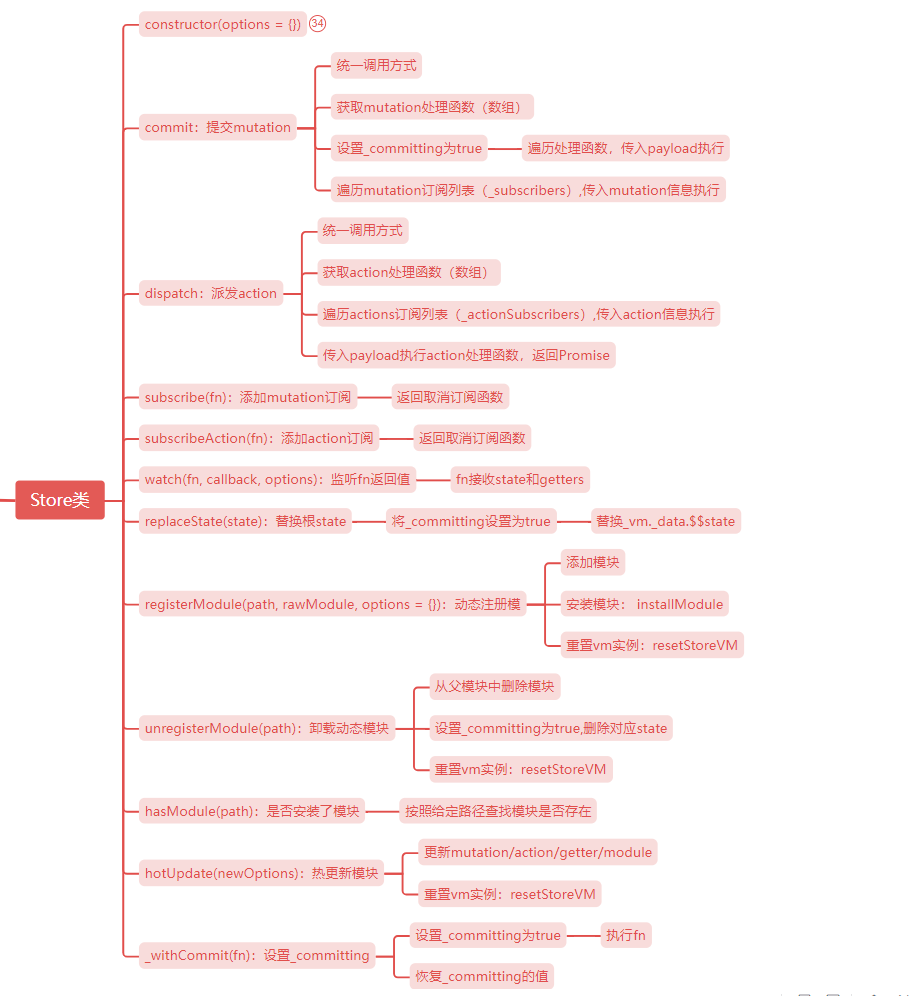 Store类
constructor(options = {})
34
commit：提交mutation
统一调用方式
获取mutation处理函数（数组）
设置_committing为true
遍历处理函数，传入payload执行
遍历mutation订阅列表（_subscribers）,传入mutation信息执行
dispatch：派发action
统一调用方式
获取action处理函数（数组）
遍历actions订阅列表（_actionSubscribers）,传入action信息执行
传入payload执行action处理函数，返回Promise
subscribe(fn)：添加mutation订阅
返回取消订阅函数
subscribeAction(fn)：添加action订阅
返回取消订阅函数
watch(fn, callback, options)：监听fn返回值
fn接收state和getters
replaceState(state)：替换根state
将_committing设置为true
替换_vm._data.$$state
registerModule(path, rawModule, options = {})：动态注册模
添加模块
安装模块： installModule
重置vm实例：resetStoreVM
unregisterModule(path)：卸载动态模块
从父模块中删除模块
设置_committing为true,删除对应state
重置vm实例：resetStoreVM
hasModule(path)：是否安装了模块
按照给定路径查找模块是否存在
hotUpdate(newOptions)：热更新模块
更新mutation/action/getter/module
重置vm实例：resetStoreVM
_withCommit(fn)：设置_committing
设置_committing为true
执行fn
恢复_committing的值